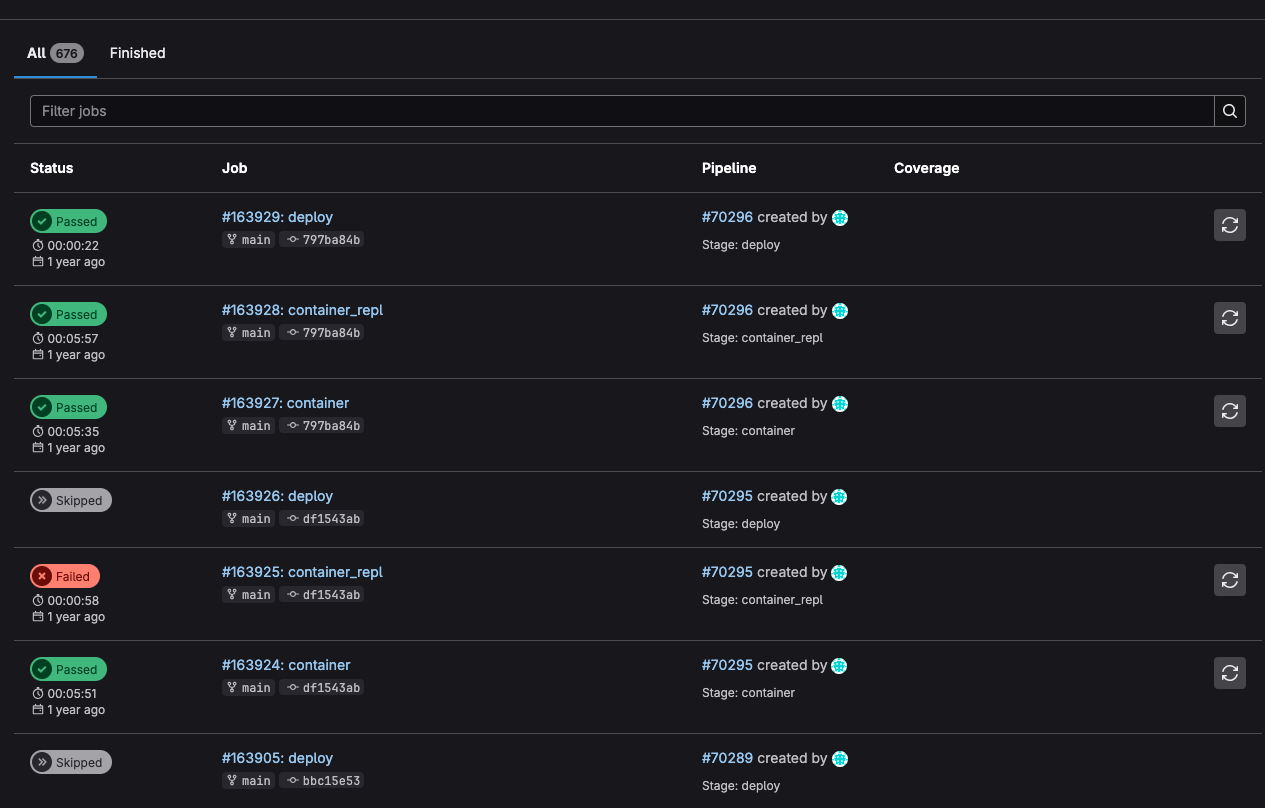 All 676 Finished
Filter jobs
Status Job Pipeline Coverage
Passed #163929: deploy #70296 created by
00:00:22 main 797ba84b Stage: deploy
1 year ago
Passed #163928: container_repl #70296 created by
00:05:57 main 797ba84b Stage: container_repl
1 year ago
Passed #163927: container #70296 created by
00:05:35 main 797ba84b Stage: container
1 year ago
Skipped #163926: deploy #70295 created by
main df1543ab Stage: deploy
Failed #163925: container_repl #70295 created by
00:00:58 main df1543ab Stage: container_repl
1 year ago
Passed #163924: container #70295 created by
00:05:51 main df1543ab Stage: container
1 year ago
Skipped #163905: deploy #70289 created by
main bbc15e53 Stage: deploy